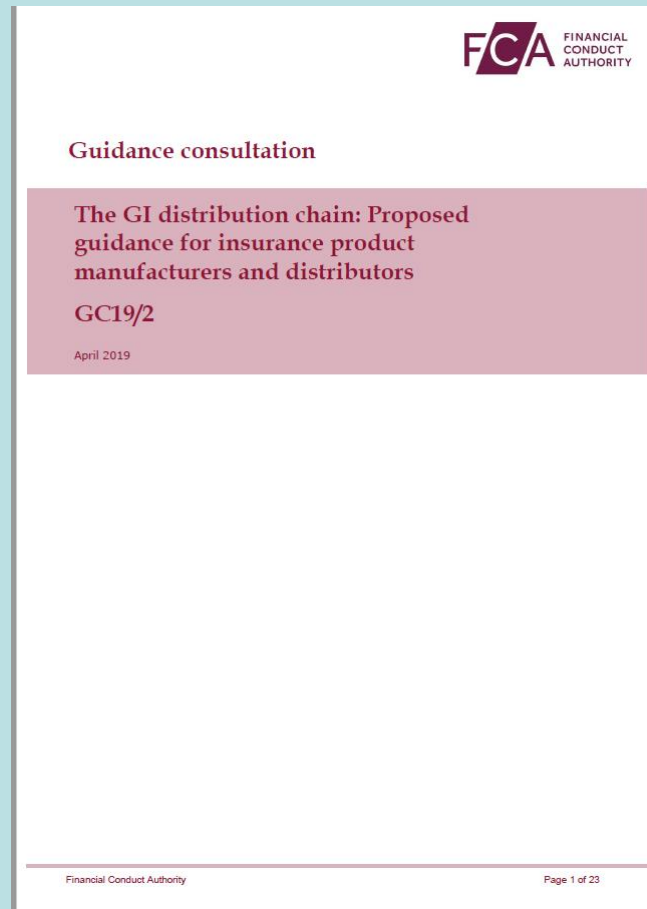 FCA FINANCIAL
CONDUCT
AUTHORITY
Guidance consultation
The GI distribution chain: Proposed
guidance for insurance product
manufacturers and distributors
GC19/2
April 2019
Financial Conduct Authority Page 1 of 23